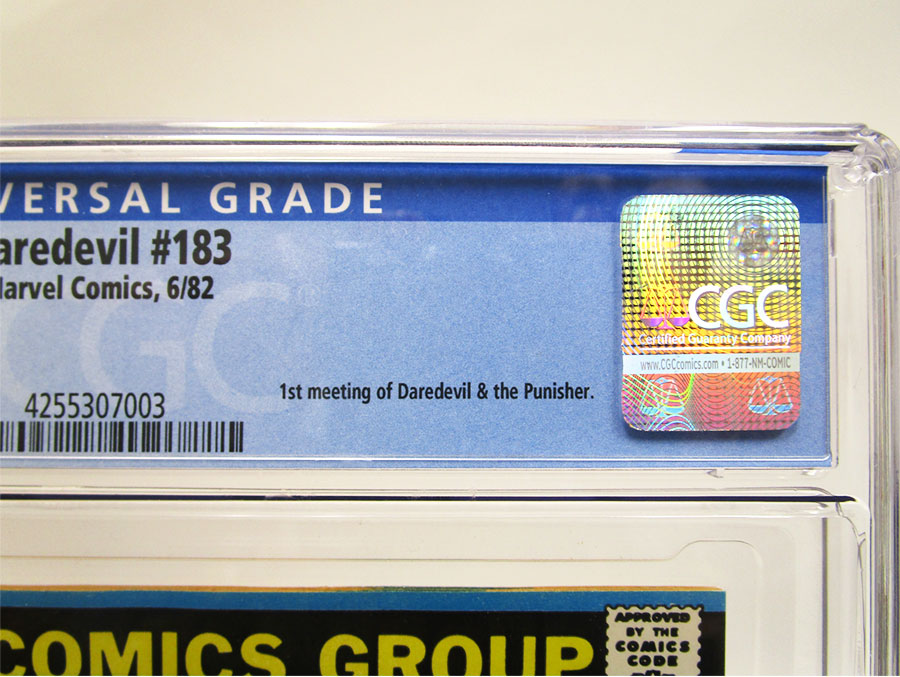 VERSAL GRADE
aredevil #183
Marvel Comics, 6/82
4255307003
1st meeting of Daredevil & the Punisher.
CGC
CGC
Certified Guaranty Company
www.CGCcomics.com • 1-877-NM-COMIC
COMICS GROUP
APPROVED
BY THE
COMICS
CODE